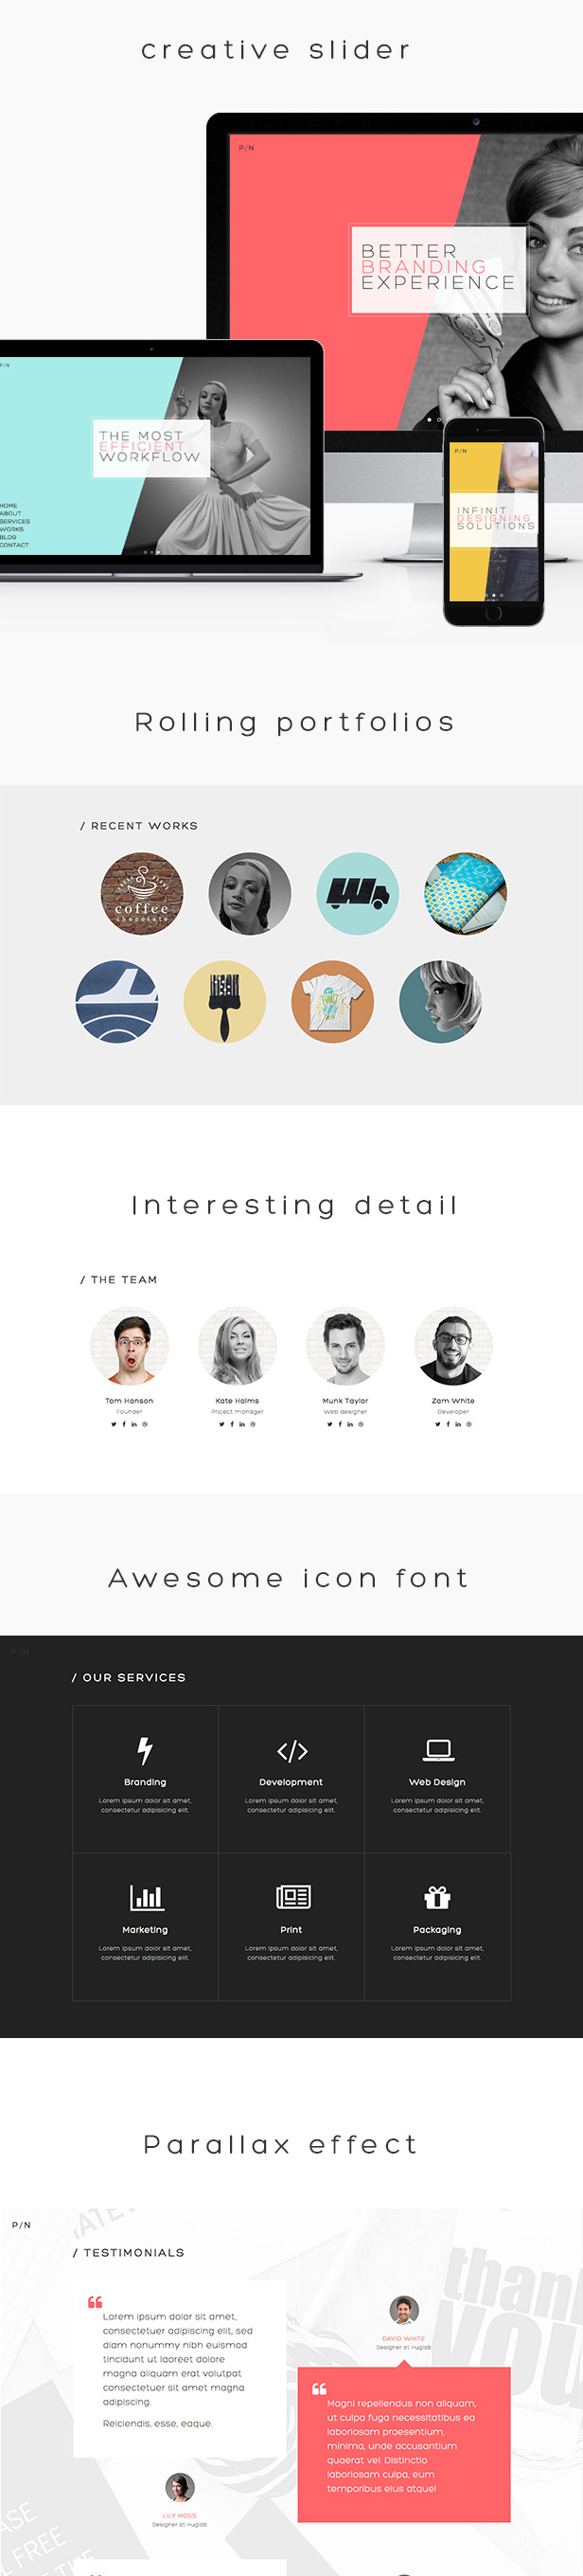 creative slider
P/N
BETTER
BRANDING
EXPERIENCE
P/N
THE MOST
EFFICIENT
WORKFLOW
HOME
ABOUT
SERVICES
WORKS
BLOG
CONTACT
P/N
INFINIT
DESIGNING
SOLUTIONS
Rolling portfolios
/ RECENT WORKS
coffee
chocolate
Interesting detail
/ THE TEAM
Tom Hanson
Founder
Kate Holms
Project manager
Munk Taylor
Web designer
Zam White
Developer
Awesome icon font
P/N
/ OUR SERVICES
Branding
Lorem ipsum dolor sit amet,
consectetur adipisicing elit.
Development
Lorem ipsum dolor sit amet,
consectetur adipisicing elit.
Web Design
Lorem ipsum dolor sit amet,
consectetur adipisicing elit.
Marketing
Lorem ipsum dolor sit amet,
consectetur adipisicing elit.
Print
Lorem ipsum dolor sit amet,
consectetur adipisicing elit.
Packaging
Lorem ipsum dolor sit amet,
consectetur adipisicing elit.
Parallax effect
P/N
/ TESTIMONIALS
thank
you
Lorem ipsum dolor sit amet,
consectetuer adipiscing elit, sed
diam nonummy nibh euismod
tincidunt ut laoreet dolore
magna aliquam erat volutpat
consectetuer sit amet magna
adipiscing.
Reiciendis, esse, eaque.
LILY MOSS
Designer at Huglab
DAVID WHITE
Designer at Huglab
Magni repellendus non aliquam,
ut culpa fuga necessitatibus ea
laboriosam praesentium,
minima, unde accusantium
quaerat vel. Distinctio
laboriosam culpa, eum
temporibus eius atque!
FREE